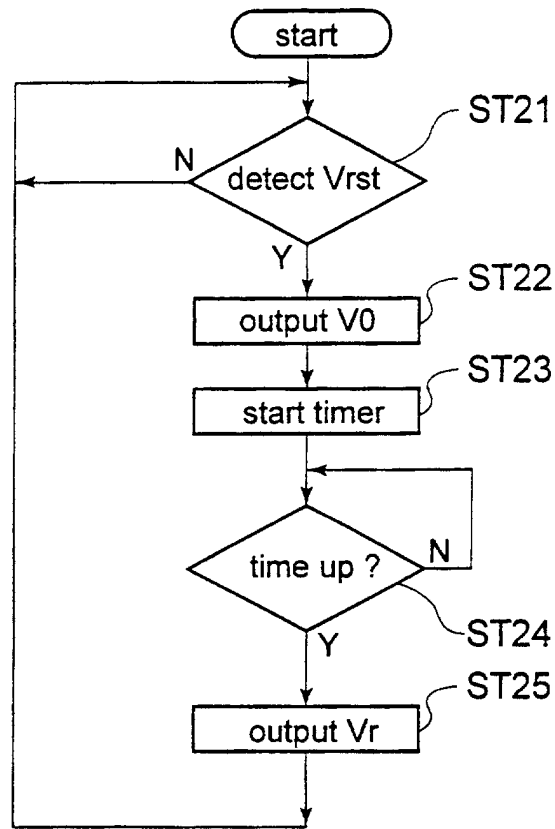 start
ST21
N
detect Vrst
Y
ST22
output V0
ST23
start timer
time up ?
N
ST24
Y
ST25
output Vr